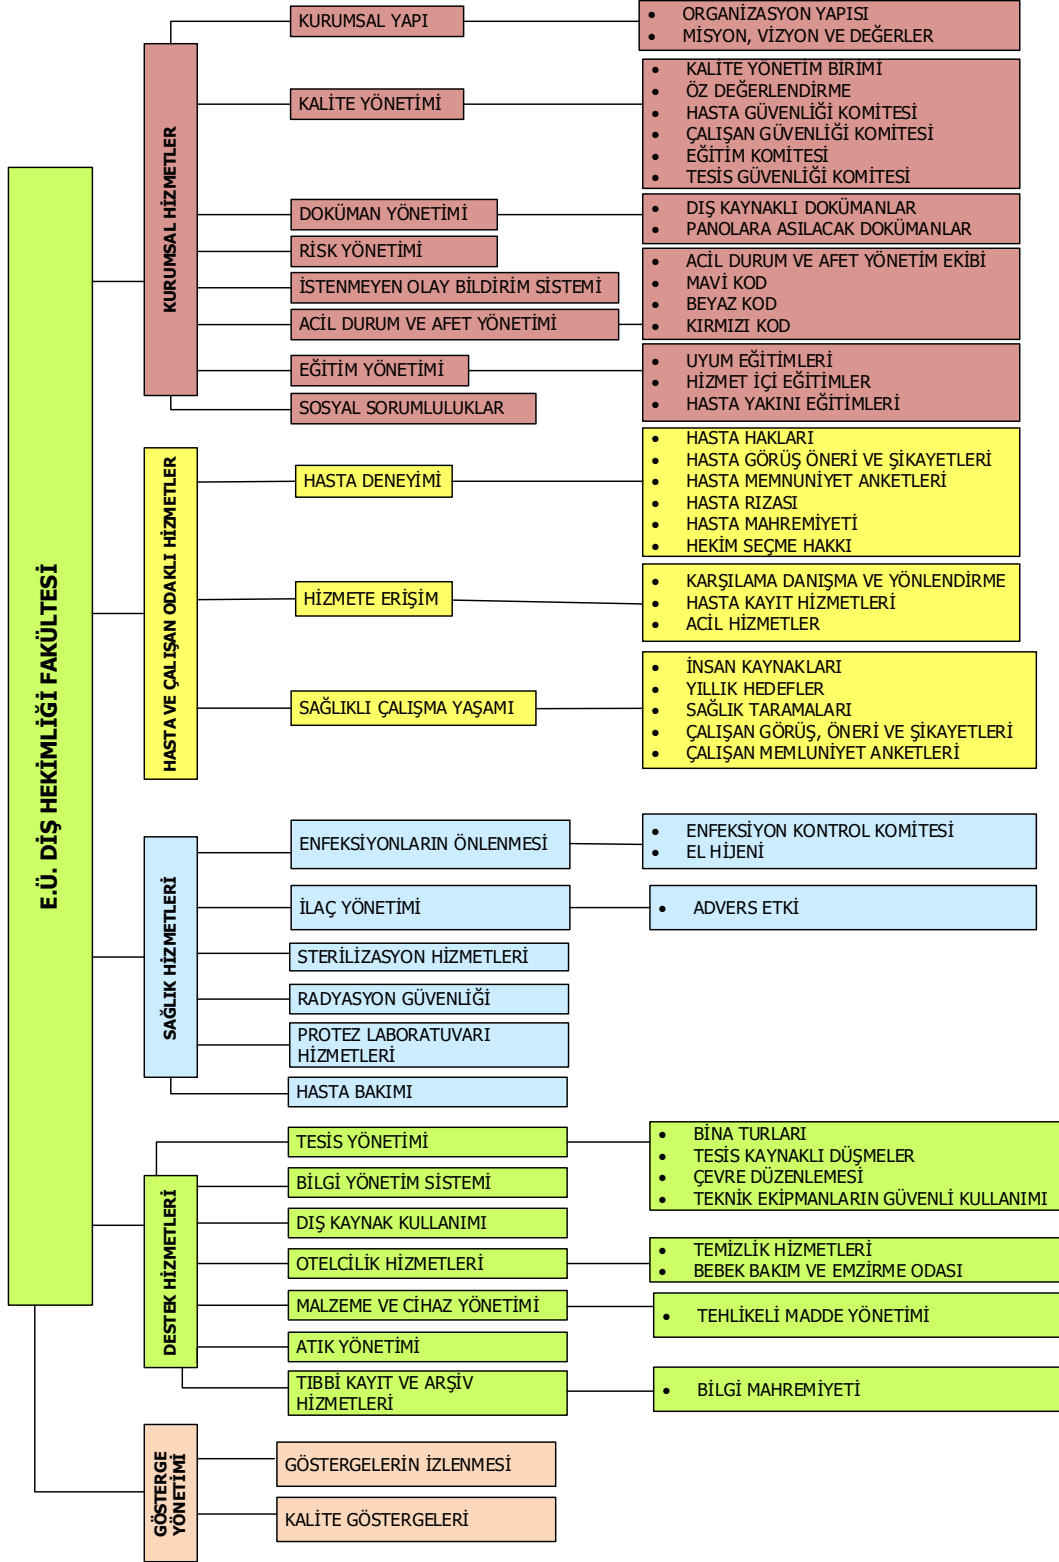 E.Ü. DİŞ HEKİMLİĞİ FAKÜLTESİ
KURUMSAL HİZMETLER
KURUMSAL YAPI
• ORGANİZASYON YAPISI
• MİSYON, VİZYON VE DEĞERLER
KALİTE YÖNETİMİ
• KALİTE YÖNETİM BİRİMİ
• ÖZ DEĞERLENDİRME
• HASTA GÜVENLİĞİ KOMİTESİ
• ÇALIŞAN GÜVENLİĞİ KOMİTESİ
• EĞİTİM KOMİTESİ
• TESİS GÜVENLİĞİ KOMİTESİ
DOKÜMAN YÖNETİMİ
• DIŞ KAYNAKLI DOKÜMANLAR
• PANOLARA ASILACAK DOKÜMANLAR
RİSK YÖNETİMİ
İSTENMEYEN OLAY BİLDİRİM SİSTEMİ
ACİL DURUM VE AFET YÖNETİMİ
• ACİL DURUM VE AFET YÖNETİM EKİBİ
• MAVİ KOD
• BEYAZ KOD
• KIRMIZI KOD
EĞİTİM YÖNETİMİ
• UYUM EĞİTİMLERİ
• HİZMET İÇİ EĞİTİMLER
• HASTA YAKINI EĞİTİMLERİ
SOSYAL SORUMLULUKLAR
HASTA VE ÇALIŞAN ODAKLI HİZMETLER
HASTA DENEYİMİ
• HASTA HAKLARI
• HASTA GÖRÜŞ ÖNERİ VE ŞİKAYETLERİ
• HASTA MEMNUNİYET ANKETLERİ
• HASTA RIZASI
• HASTA MAHREMİYETİ
• HEKİM SEÇME HAKKI
HİZMETE ERİŞİM
• KARŞILAMA DANIŞMA VE YÖNLENDİRME
• HASTA KAYIT HİZMETLERİ
• ACİL HİZMETLER
SAĞLIKLI ÇALIŞMA YAŞAMI
• İNSAN KAYNAKLARI
• YILLIK HEDEFLER
• SAĞLIK TARAMALARI
• ÇALIŞAN GÖRÜŞ, ÖNERİ VE ŞİKAYETLERİ
• ÇALIŞAN MEMLUNİYET ANKETLERİ
SAĞLIK HİZMETLERİ
ENFEKSİYONLARIN ÖNLENMESİ
• ENFEKSİYON KONTROL KOMİTESİ
• EL HİJENİ
İLAÇ YÖNETİMİ
• ADVERS ETKİ
STERİLİZASYON HİZMETLERİ
RADYASYON GÜVENLİĞİ
PROTEZ LABORATUVARI
HİZMETLERİ
HASTA BAKIMI
DESTEK HİZMETLERİ
TESİS YÖNETİMİ
• BİNA TURLARI
• TESİS KAYNAKLI DÜŞMELER
• ÇEVRE DÜZENLEMESİ
• TEKNİK EKİPMANLARIN GÜVENLİ KULLANIMI
BİLGİ YÖNETİM SİSTEMİ
DIŞ KAYNAK KULLANIMI
OTELCİLİK HİZMETLERİ
• TEMİZLİK HİZMETLERİ
• BEBEK BAKIM VE EMZİRME ODASI
MALZEME VE CİHAZ YÖNETİMİ
• TEHLİKELİ MADDE YÖNETİMİ
ATIK YÖNETİMİ
TIBBİ KAYIT VE ARŞİV
HİZMETLERİ
• BİLGİ MAHREMİYETİ
GÖSTERGE
YÖNETİMİ
GÖSTERGELERİN İZLENMESİ
KALİTE GÖSTERGELERİ